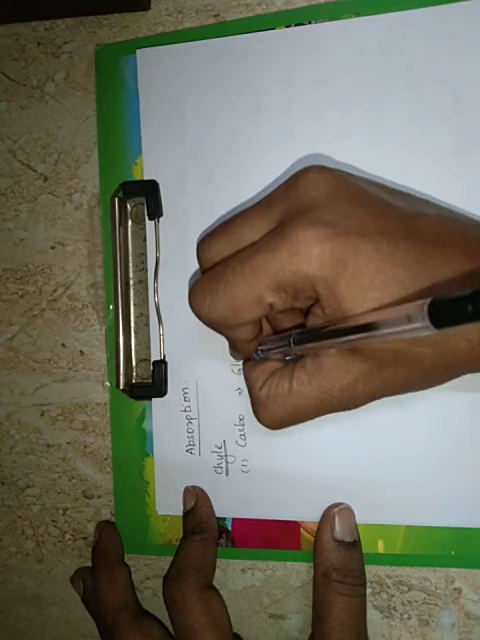 Absorption.
Chyle
(1) Carbo → Gl